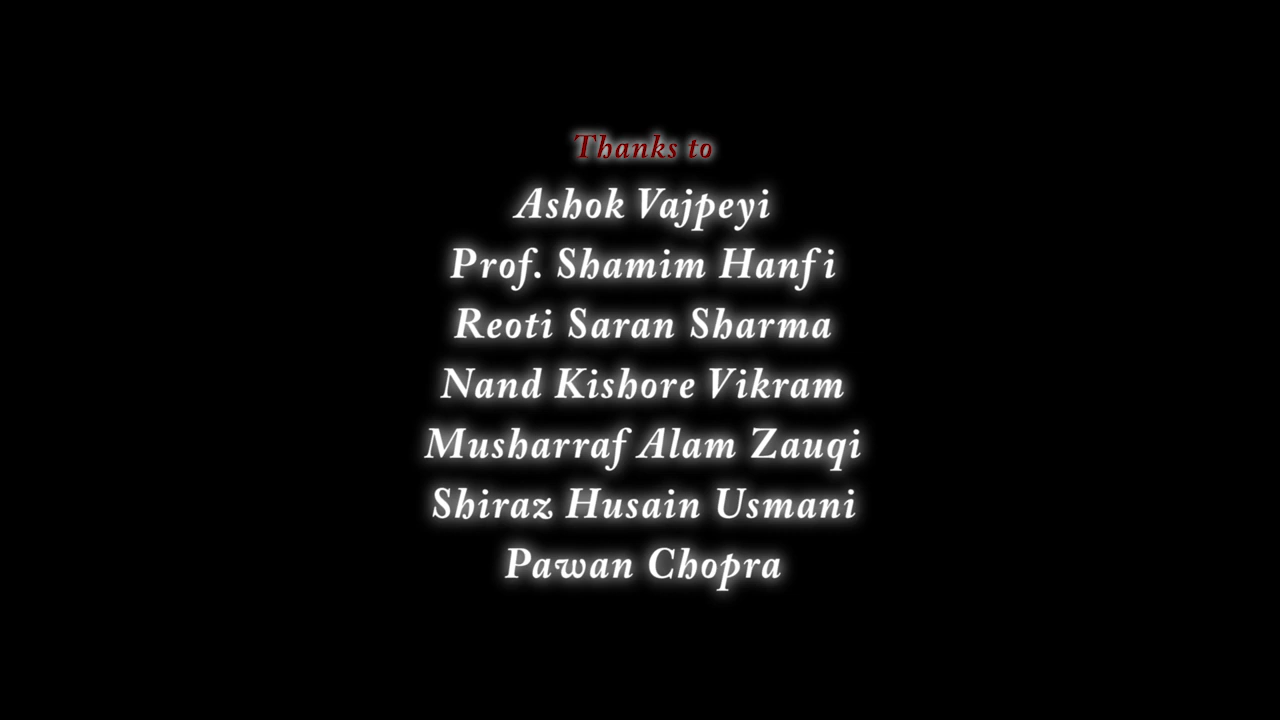 Thanks to
Ashok Vajpeyi
Prof. Shamim Hanfi
Reoti Saran Sharma
Nand Kishore Vikram
Musharraf Alam Zauqi
Shiraz Husain Usmani
Pawan Chopra